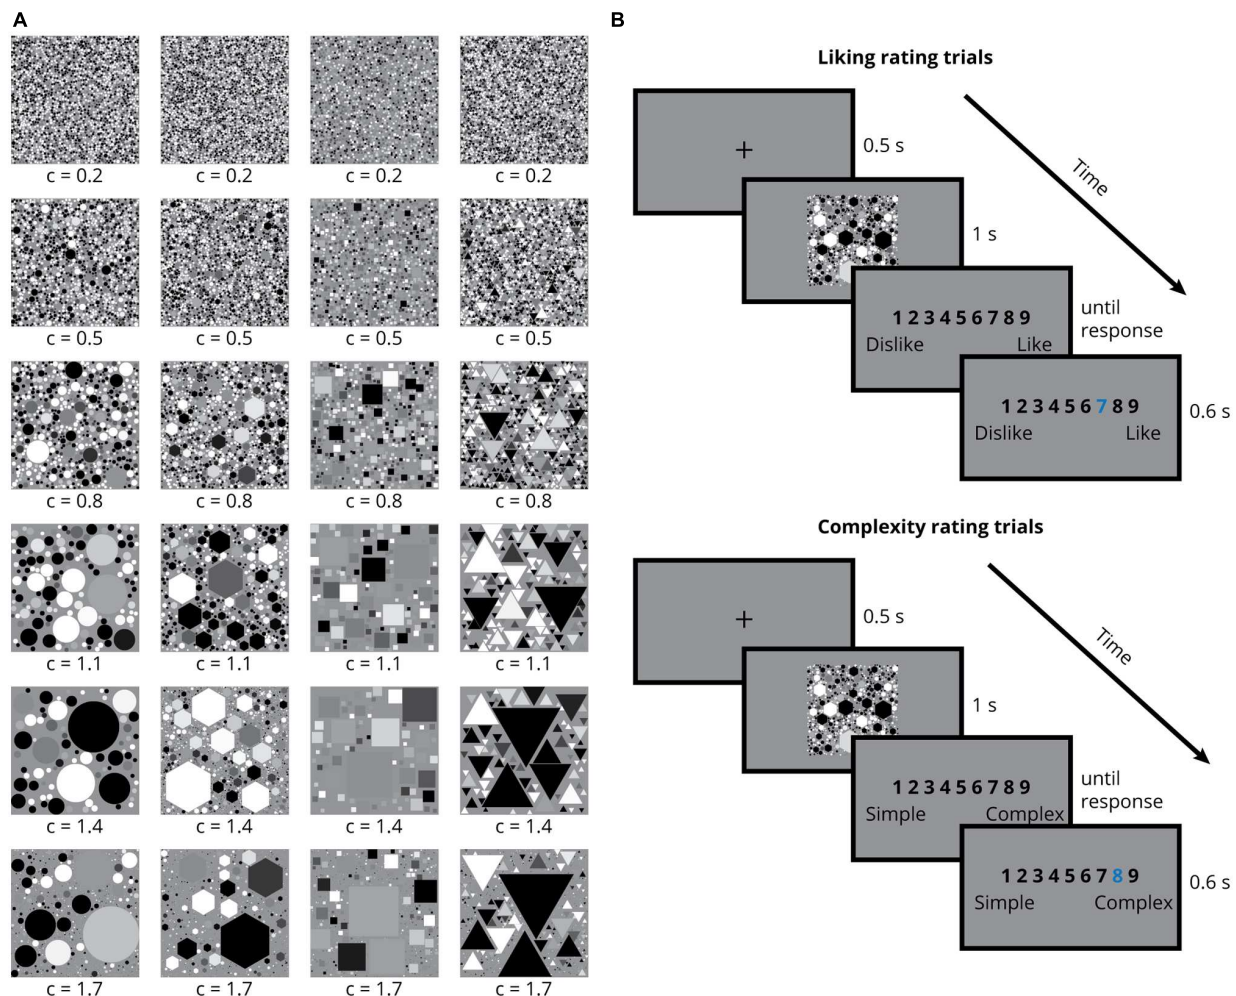 A
c = 0.2 c = 0.2 c = 0.2 c = 0.2
c = 0.5 c = 0.5 c = 0.5 c = 0.5
c = 0.8 c = 0.8 c = 0.8 c = 0.8
c = 1.1 c = 1.1 c = 1.1 c = 1.1
c = 1.4 c = 1.4 c = 1.4 c = 1.4
c = 1.7 c = 1.7 c = 1.7 c = 1.7
B
Liking rating trials
+
0.5 s
Time
1 s
1 2 3 4 5 6 7 8 9
Dislike Like
until
response
1 2 3 4 5 6 7 8 9
Dislike Like
0.6 s
Complexity rating trials
+
0.5 s
Time
1 s
1 2 3 4 5 6 7 8 9
Simple Complex
until
response
1 2 3 4 5 6 7 8 9
Simple Complex
0.6 s